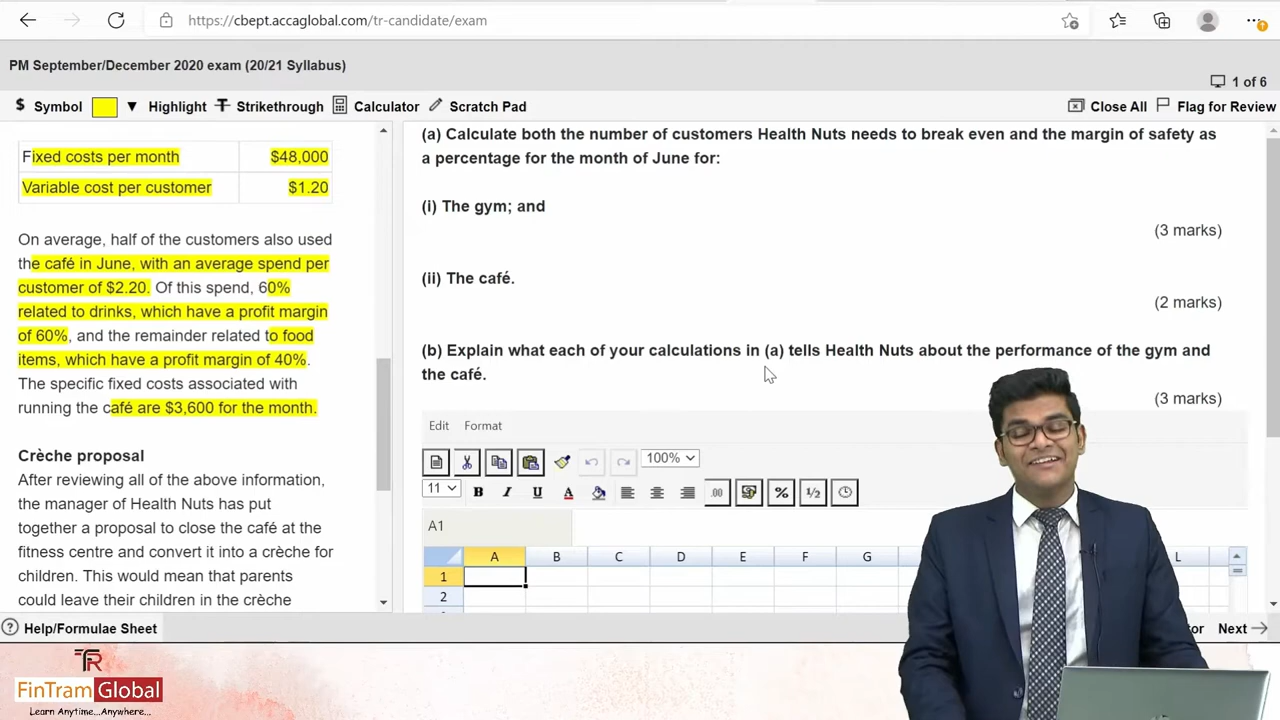 https://cbept.accaglobal.com/tr-candidate/exam
PM September/December 2020 exam (20/21 Syllabus)
1 of 6
$ Symbol
Highlight
Strikethrough
Calculator
Scratch Pad
Close All
Flag for Review
Fixed costs per month $48,000
Variable cost per customer $1.20
On average, half of the customers also used
the café in June, with an average spend per
customer of $2.20. Of this spend, 60%
related to drinks, which have a profit margin
of 60%, and the remainder related to food
items, which have a profit margin of 40%.
The specific fixed costs associated with
running the café are $3,600 for the month.
Crèche proposal
After reviewing all of the above information,
the manager of Health Nuts has put
together a proposal to close the café at the
fitness centre and convert it into a crèche for
children. This would mean that parents
could leave their children in the crèche
(a) Calculate both the number of customers Health Nuts needs to break even and the margin of safety as
a percentage for the month of June for:
(i) The gym; and
(3 marks)
(ii) The café.
(2 marks)
(b) Explain what each of your calculations in (a) tells Health Nuts about the performance of the gym and
the café.
(3 marks)
Edit Format
100%
11 B I U A .00 % 1/2
A1
A B C D E F G L
1
2
Help/Formulae Sheet
Next
TR
FinTram Global
Learn Anytime...Anywhere...